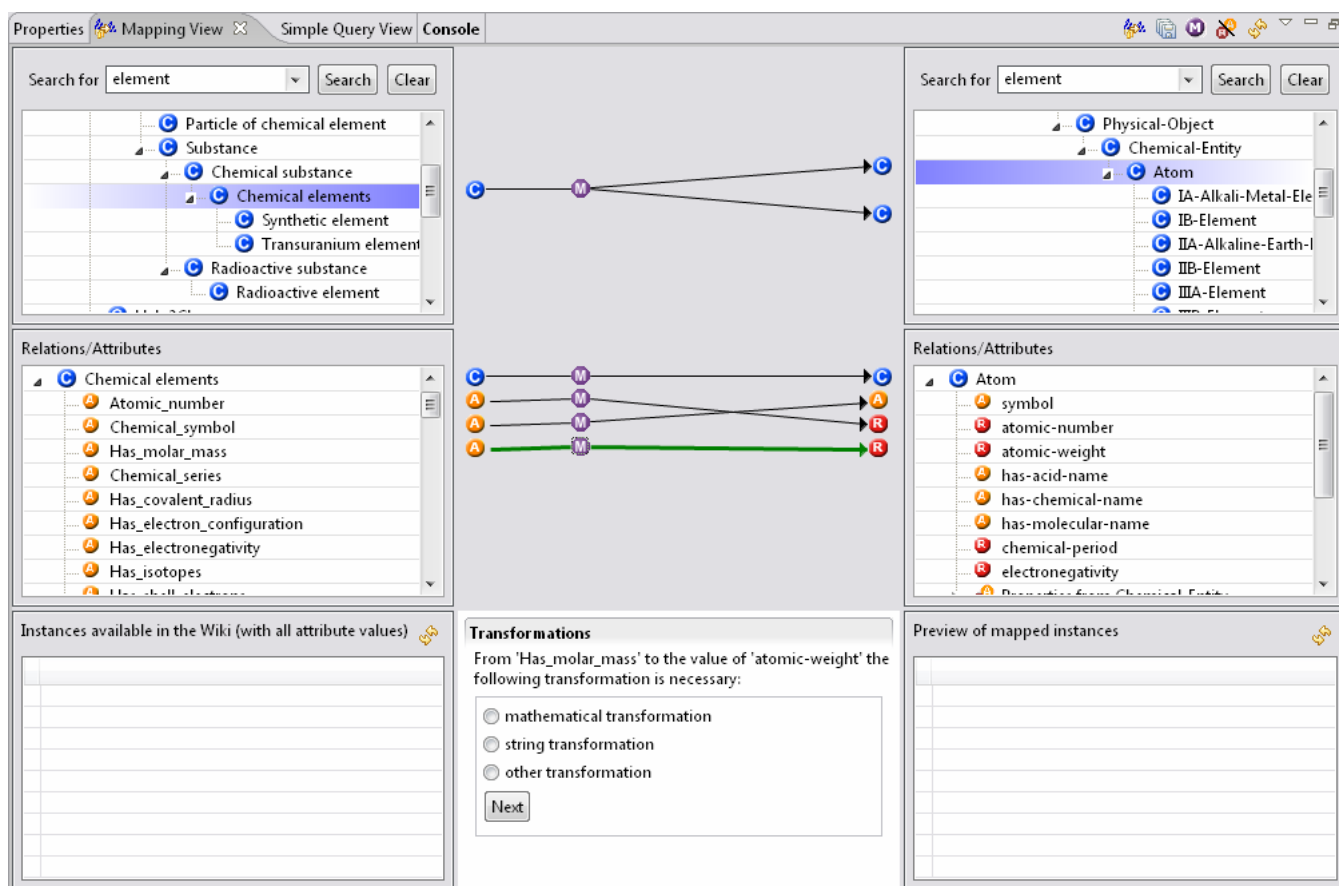 Properties Mapping View Simple Query View Console
Search for element Search Clear
Particle of chemical element
Substance
Chemical substance
Chemical elements
Synthetic element
Transuranium element
Radioactive substance
Radioactive element
Search for element Search Clear
Physical-Object
Chemical-Entity
Atom
IA-Alkali-Metal-Ele
IB-Element
IIA-Alkaline-Earth-
IIB-Element
IIIA-Element
C
M
C
C
Relations/Attributes
Chemical elements
Atomic_number
Chemical_symbol
Has_molar_mass
Chemical_series
Has_covalent_radius
Has_electron_configuration
Has_electronegativity
Has_isotopes
C M C
A M A
A M R
A M R
Relations/Attributes
Atom
symbol
atomic-number
atomic-weight
has-acid-name
has-chemical-name
has-molecular-name
chemical-period
electronegativity
Properties from Chemical-Entity
Instances available in the Wiki (with all attribute values)
Transformations
From 'Has_molar_mass' to the value of 'atomic-weight' the
following transformation is necessary:
mathematical transformation
string transformation
other transformation
Next
Preview of mapped instances